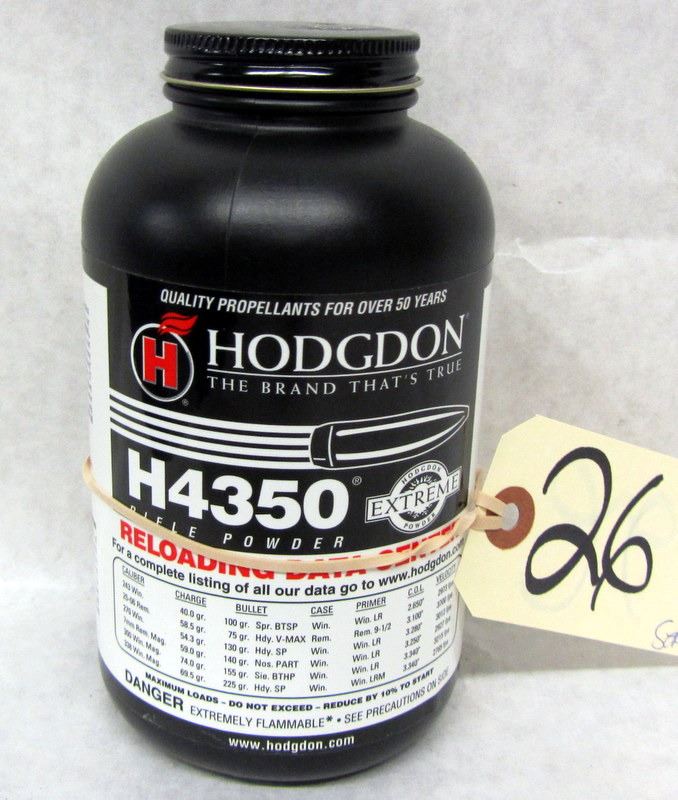 QUALITY PROPELLANTS FOR OVER 50 YEARS
H HODGDON
THE BRAND THAT'S TRUE
H4350®
RIFLE POWDER
HODGDON
EXTREME
POWDER
RELOADING DATA CENTER
For a complete listing of all our data go to www.hodgdon.com
CALIBER CHARGE BULLET CASE PRIMER C.O.L. VELOCITY
243 Win. 40.0 gr. 100 gr. Spr. BTSP Win. Win. LR 2.650"
25-06 Rem. 58.5 gr. 75 gr. Hdy. V-MAX Rem. Rem. 9-1/2 3.100"
270 Win. 54.3 gr. 130 gr. Hdy. SP Win. Win. LR 3.280"
7mm Rem. Mag. 59.0 gr. 140 gr. Nos. PART Win. Win. LR 3.250"
300 Win. Mag. 74.0 gr. 155 gr. Sie. BTHP Win. Win. LR 3.340"
338 Win. Mag. 69.5 gr. 225 gr. Hdy. SP Win. Win. LRM 3.340"
MAXIMUM LOADS - DO NOT EXCEED - REDUCE BY 10% TO START
DANGER EXTREMELY FLAMMABLE* • SEE PRECAUTIONS ON SIDE
www.hodgdon.com
26